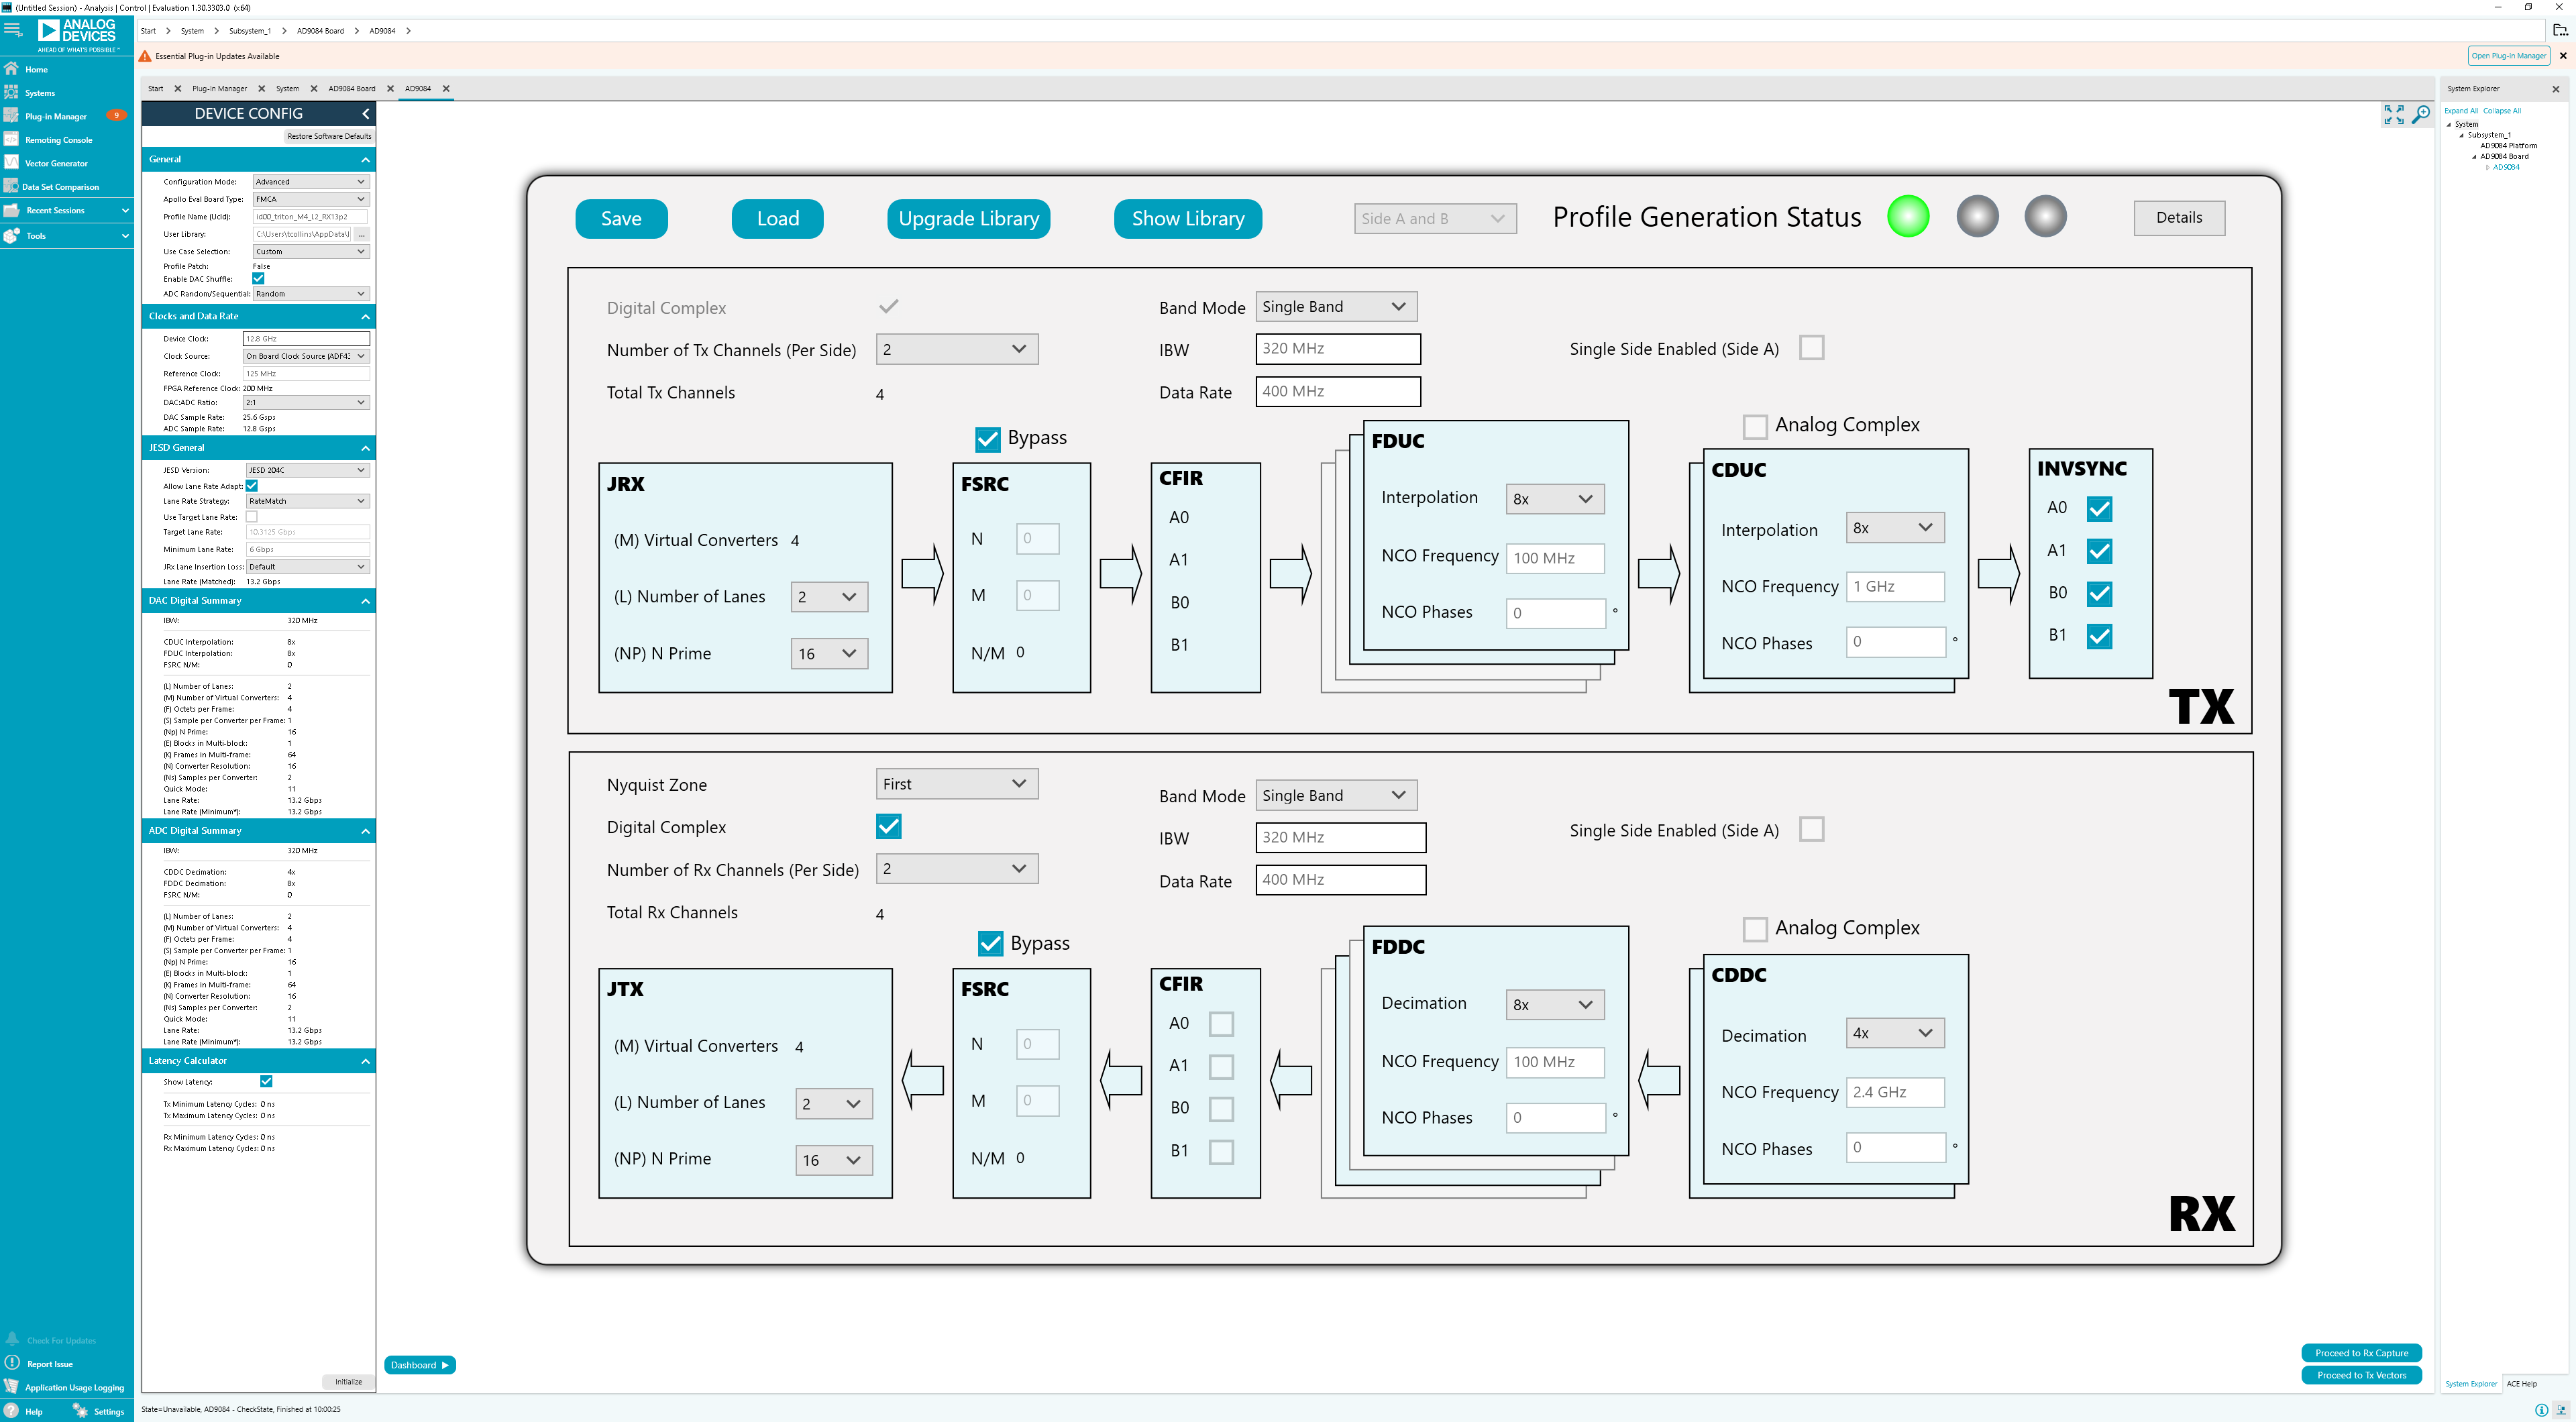 (Untitled Session) - Analysis | Control | Evaluation 1.30.3303.0 (x64)
ANALOG DEVICES
AHEAD OF WHAT'S POSSIBLE™
Start > System > Subsystem_1 > AD9084 Board > AD9084 >
Essential Plug-in Updates Available
Open Plug-in Manager
Home
Systems
Plug-in Manager 9
Remoting Console
Vector Generator
Data Set Comparison
Recent Sessions
Tools
Check For Updates
Report Issue
Application Usage Logging
Help Settings
Start Plug-in Manager System AD9084 Board AD9084
DEVICE CONFIG
Restore Software Defaults
General
Configuration Mode: Advanced
Apollo Eval Board Type: FMCA
Profile Name (UcId): id00_triton_M4_L2_RX13p2
User Library: C:\Users\tcollins\AppData\l ...
Use Case Selection: Custom
Profile Patch: False
Enable DAC Shuffle:
ADC Random/Sequential: Random
Clocks and Data Rate
Device Clock: 12.8 GHz
Clock Source: On Board Clock Source (ADF43
Reference Clock: 125 MHz
FPGA Reference Clock: 200 MHz
DAC:ADC Ratio: 2:1
DAC Sample Rate: 25.6 Gsps
ADC Sample Rate: 12.8 Gsps
JESD General
JESD Version: JESD 204C
Allow Lane Rate Adapt:
Lane Rate Strategy: RateMatch
Use Target Lane Rate:
Target Lane Rate: 10.3125 Gbps
Minimum Lane Rate: 6 Gbps
JRx Lane Insertion Loss: Default
Lane Rate (Matched): 13.2 Gbps
DAC Digital Summary
IBW: 320 MHz
CDUC Interpolation: 8x
FDUC Interpolation: 8x
FSRC N/M: 0
(L) Number of Lanes: 2
(M) Number of Virtual Converters: 4
(F) Octets per Frame: 4
(S) Sample per Converter per Frame: 1
(Np) N Prime: 16
(E) Blocks in Multi-block: 1
(K) Frames in Multi-frame: 64
(N) Converter Resolution: 16
(Ns) Samples per Converter: 2
Quick Mode: 11
Lane Rate: 13.2 Gbps
Lane Rate (Minimum*): 13.2 Gbps
ADC Digital Summary
IBW: 320 MHz
CDDC Decimation: 4x
FDDC Decimation: 8x
FSRC N/M: 0
(L) Number of Lanes: 2
(M) Number of Virtual Converters: 4
(F) Octets per Frame: 4
(S) Sample per Converter per Frame: 1
(Np) N Prime: 16
(E) Blocks in Multi-block: 1
(K) Frames in Multi-frame: 64
(N) Converter Resolution: 16
(Ns) Samples per Converter: 2
Quick Mode: 11
Lane Rate: 13.2 Gbps
Lane Rate (Minimum*): 13.2 Gbps
Latency Calculator
Show Latency:
Tx Minimum Latency Cycles: 0 ns
Tx Maximum Latency Cycles: 0 ns
Rx Minimum Latency Cycles: 0 ns
Rx Maximum Latency Cycles: 0 ns
Initialize
Save Load Upgrade Library Show Library Side A and B Profile Generation Status Details
Digital Complex Band Mode Single Band
Number of Tx Channels (Per Side) 2 IBW 320 MHz Single Side Enabled (Side A)
Total Tx Channels 4 Data Rate 400 MHz
Bypass
Analog Complex
JRX
(M) Virtual Converters 4
(L) Number of Lanes 2
(NP) N Prime 16
FSRC
N 0
M 0
N/M 0
CFIR
A0
A1
B0
B1
FDUC
Interpolation 8x
NCO Frequency 100 MHz
NCO Phases 0 °
CDUC
Interpolation 8x
NCO Frequency 1 GHz
NCO Phases 0 °
INVSYNC
A0
A1
B0
B1
TX
Nyquist Zone First Band Mode Single Band
Digital Complex IBW 320 MHz Single Side Enabled (Side A)
Number of Rx Channels (Per Side) 2 Data Rate 400 MHz
Total Rx Channels 4
Bypass
Analog Complex
JTX
(M) Virtual Converters 4
(L) Number of Lanes 2
(NP) N Prime 16
FSRC
N 0
M 0
N/M 0
CFIR
A0
A1
B0
B1
FDDC
Decimation 8x
NCO Frequency 100 MHz
NCO Phases 0 °
CDDC
Decimation 4x
NCO Frequency 2.4 GHz
NCO Phases 0 °
RX
Dashboard
Proceed to Rx Capture
Proceed to Tx Vectors
System Explorer
Expand All Collapse All
System
Subsystem_1
AD9084 Platform
AD9084 Board
AD9084
System Explorer ACE Help
State=Unavailable, AD9084 - CheckState, Finished at 10:00:25